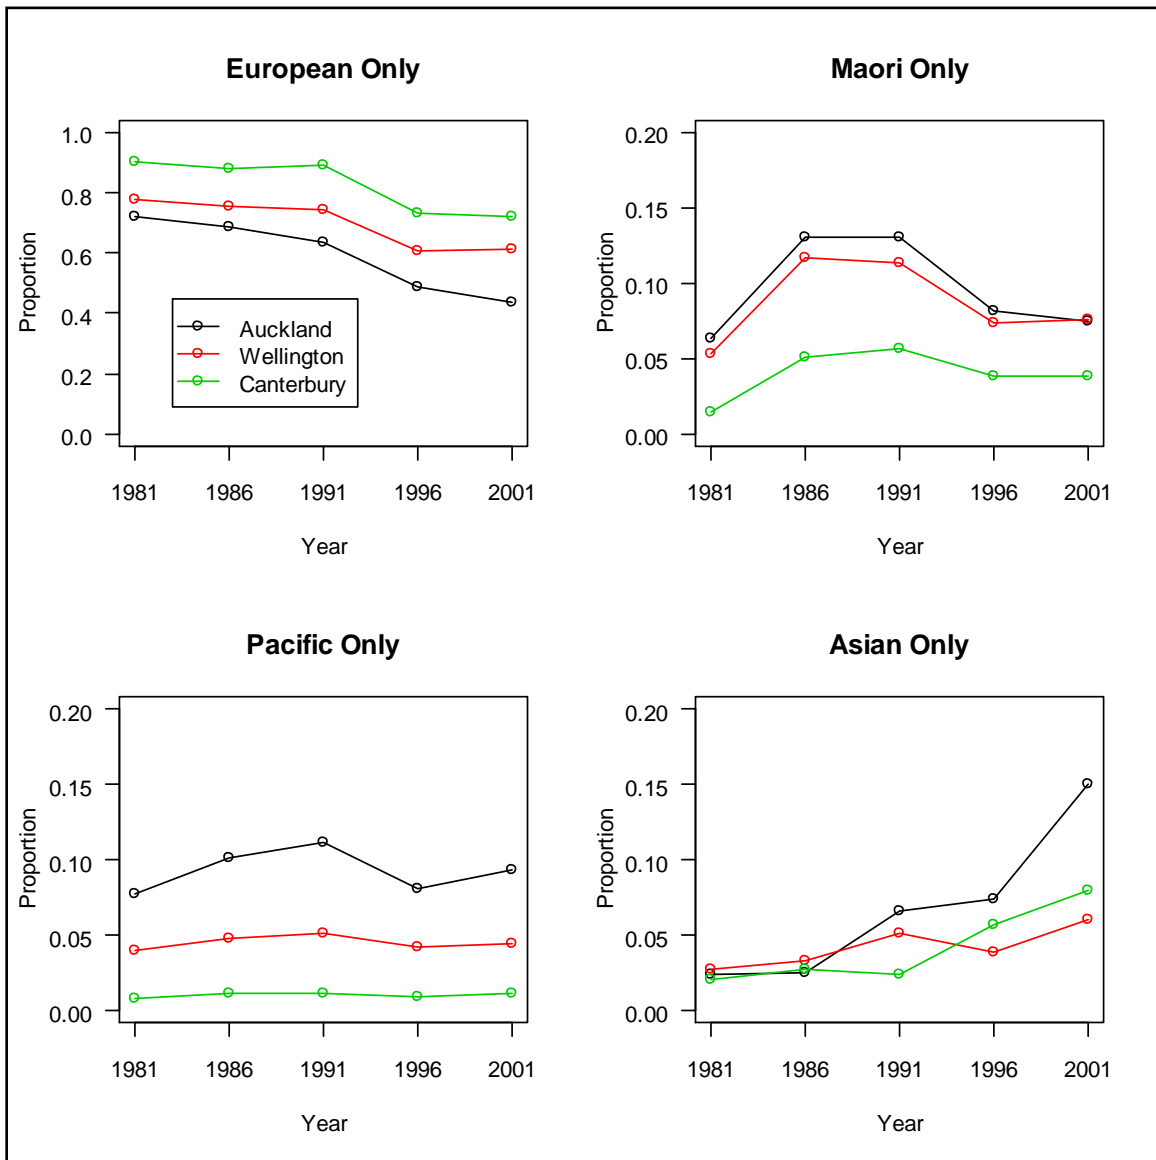 European Only
Proportion
1.0
0.8
0.6
0.4
0.2
0.0
Auckland
Wellington
Canterbury
1981 1986 1991 1996 2001
Year
Maori Only
Proportion
0.20
0.15
0.10
0.05
0.00
1981 1986 1991 1996 2001
Year
Pacific Only
Proportion
0.20
0.15
0.10
0.05
0.00
1981 1986 1991 1996 2001
Year
Asian Only
Proportion
0.20
0.15
0.10
0.05
0.00
1981 1986 1991 1996 2001
Year